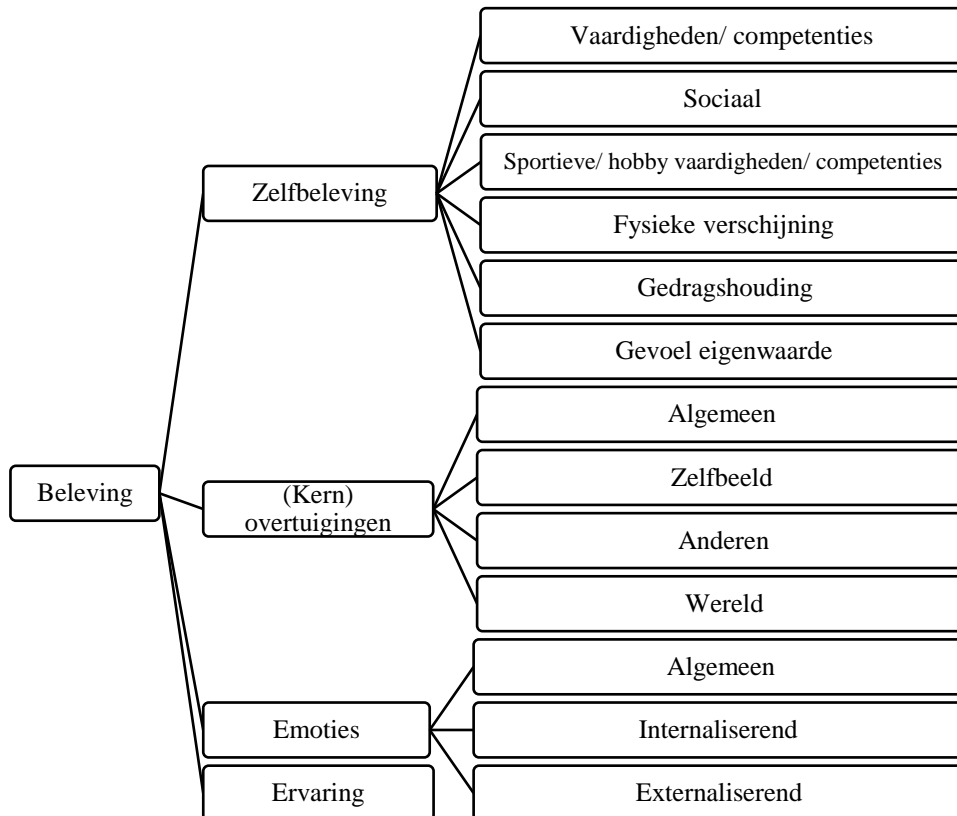 Vaardigheden/ competenties
Sociaal
Sportieve/ hobby vaardigheden/ competenties
Zelfbeleving
Fysieke verschijning
Gedragshouding
Gevoel eigenwaarde
Algemeen
Zelfbeeld
Beleving
(Kern)
overtuigingen
Anderen
Wereld
Algemeen
Emoties
Internaliserend
Ervaring
Externaliserend